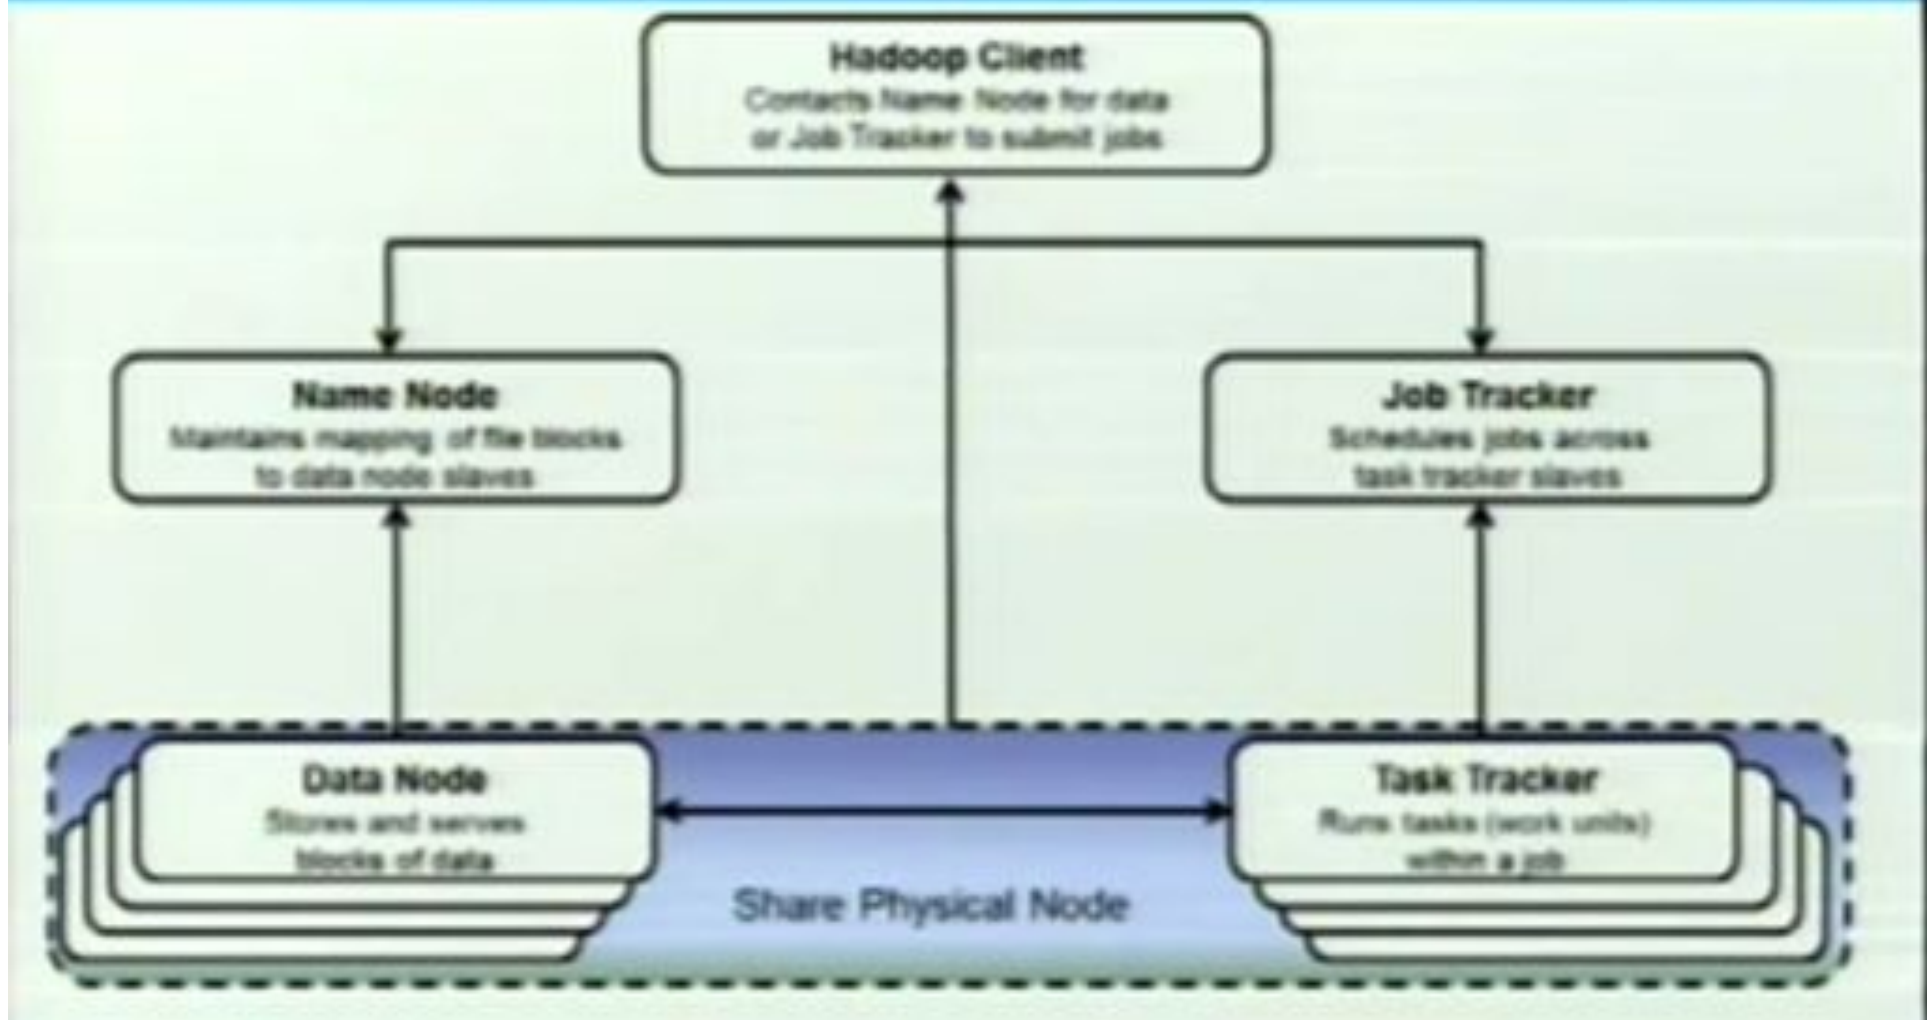 Hadoop Client
Contacts Name Node for data
or Job Tracker to submit jobs
Name Node
Maintains mapping of file blocks
to data node slaves
Job Tracker
Schedules jobs across
task tracker slaves
Data Node
Stores and serves
blocks of data
Task Tracker
Runs tasks (work units)
within a job
Share Physical Node